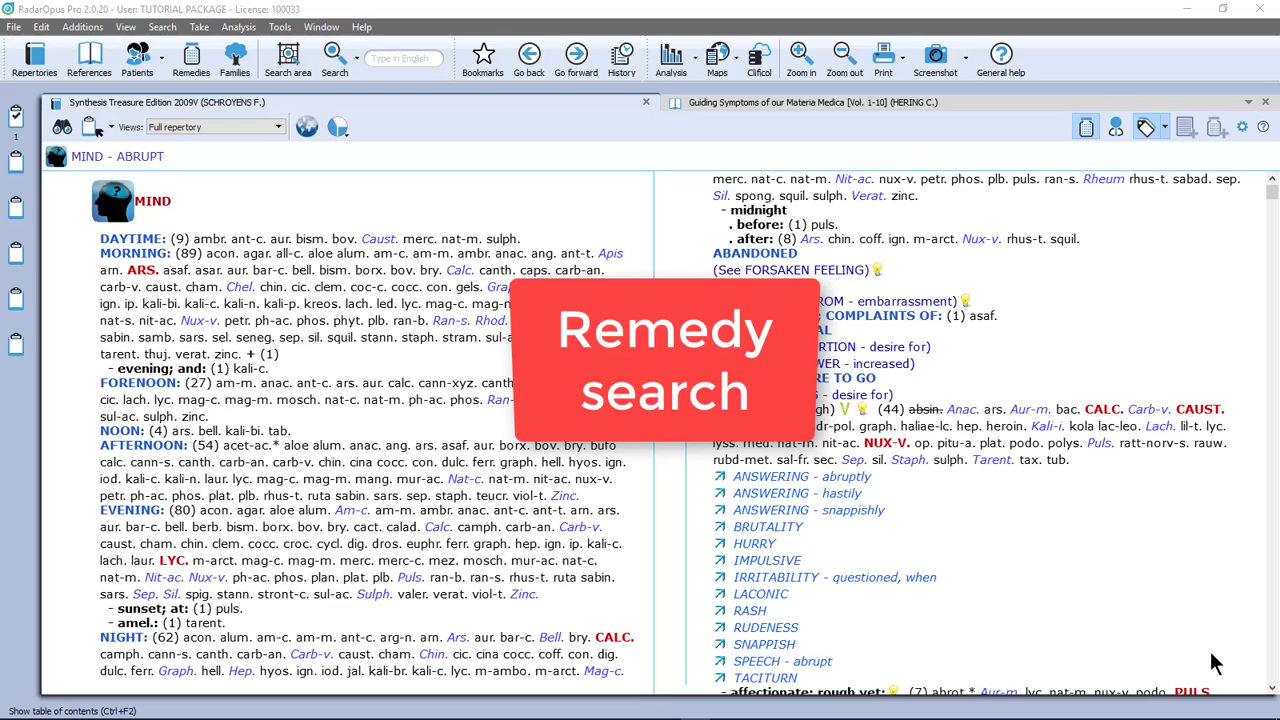 RadarOpus Pro 2.0.20 - User: TUTORIAL PACKAGE - License: 100033
File Edit Additions View Search Take Analysis Tools Window Help
Type in English
Repertories References Patients Remedies Families Search area Search Bookmarks Go back Go forward History Analysis Maps Clificol Zoom in Zoom out Print Screenshot General help
Synthesis Treasure Edition 2009V (SCHROYENS F.)
Guiding Symptoms of our Materia Medica [Vol. 1-10] (HERING C.)
1
Views: Full repertory
MIND - ABRUPT
MIND
DAYTIME: (9) ambr. ant-c. aur. bism. bov. Caust. merc. nat-m. sulph.
MORNING: (89) acon. agar. all-c. aloe alum. am-c. am-m. ambr. anac. ang. ant-t. Apis
arn. ARS. asaf. asar. aur. bar-c. bell. bism. borx. bov. bry. Calc. canth. caps. carb-an.
carb-v. caust. cham. Chel. chin. cic. clem. coc-c. cocc. con. gels.
ign. ip. kali-bi. kali-c. kali-n. kali-p. kreos. lach. led. lyc. mag-c.
nat-s. nit-ac. Nux-v. petr. ph-ac. phos. phyt. plb. ran-b. Ran-s. Rhod.
sabin. samb. sars. sel. seneg. sep. sil. squil. stann. staph. stram.
tarent. thuj. verat. zinc. + (1)
- evening; and: (1) kali-c.
FORENOON: (27) am-m. anac. ant-c. ars. aur. calc. cann-xyz.
cic. lach. lyc. mag-c. mag-m. mosch. nat-c. nat-m. ph-ac. phos.
sul-ac. sulph. zinc.
NOON: (4) ars. bell. kali-bi. tab.
AFTERNOON: (54) acet-ac.* aloe alum. anac. ang. ars. asaf. aur. bell. borx. bov. bry. bufo
calc. cann-s. canth. carb-an. carb-v. chin cina cocc. con. dulc. ferr. graph. hell. hyos. ign.
iod. kali-c. kali-n. laur. lyc. mag-c. mag-m. mang. mur-ac. Nat-c. nat-m. nit-ac. nux-v.
petr. ph-ac. phos. plat. plb. rhus-t. ruta sabin. sars. sep. staph. teucr. viol-t. Zinc.
EVENING: (80) acon. agar. aloe alum. Am-c. am-m. ambr. anac. ant-c. ant-t. arn. ars.
aur. bar-c. bell. berb. bism. borx. bov. bry. cact. calad. Calc. camph. carb-an. Carb-v.
caust. cham. chin. clem. cocc. croc. cycl. dig. dros. euphr. ferr. graph. hep. ign. ip. kali-c.
lach. laur. LYC. m-arct. mag-c. mag-m. merc. merc-c. mez. mosch. mur-ac. nat-c.
nat-m. Nit-ac. Nux-v. ph-ac. phos. plan. plat. plb. Puls. ran-b. ran-s. rhus-t. ruta sabin.
sars. Sep. Sil. spig. stann. stront-c. sul-ac. Sulph. valer. verat. viol-t. Zinc.
- sunset; at: (1) puls.
- amel.: (1) tarent.
NIGHT: (62) acon. alum. am-c. am-m. ant-c. arg-n. arn. Ars. aur. bar-c. Bell. bry. CALC.
camph. cann-s. canth. carb-an. Carb-v. caust. cham. Chin. cic. cina cocc. coff. con. dig.
dulc. ferr. Graph. hell. Hep. hyos. ign. iod. jal. kali-br. kali-c. lyc. m-ambo. m-arct. Mag-c.
merc. nat-c. nat-m. Nit-ac. nux-v. petr. phos. plb. puls. ran-s. Rheum rhus-t. sabad. sep.
Sil. spong. squil. sulph. Verat. zinc.
- midnight
. before: (1) puls.
. after: (8) Ars. chin. coff. ign. m-arct. Nux-v. rhus-t. squil.
ABANDONED
(See FORSAKEN FEELING)
- embarrassment)
COMPLAINTS OF: (1) asaf.
- desire for)
- increased)
TO GO
- desire for)
(44) absin. Anac. ars. Aur-m. bac. CALC. Carb-v. CAUST.
graph. haliae-lc. hep. heroin. Kali-i. kola lac-leo. Lach. lil-t. lyc.
nit-ac. NUX-V. op. pitu-a. plat. podo. polys. Puls. ratt-norv-s. rauw.
rubd-met. sal-fr. sec. Sep. sil. Staph. sulph. Tarent. tax. tub.
ANSWERING - abruptly
ANSWERING - hastily
ANSWERING - snappishly
BRUTALITY
HURRY
IMPULSIVE
IRRITABILITY - questioned, when
LACONIC
RASH
RUDENESS
SNAPPISH
SPEECH - abrupt
TACITURN
- affectionate; rough yet: (7) abrot.* Aur-m. lyc. nat-m. nux-v. podo. PULS.
Remedy
search
Show table of contents (Ctrl+F2)